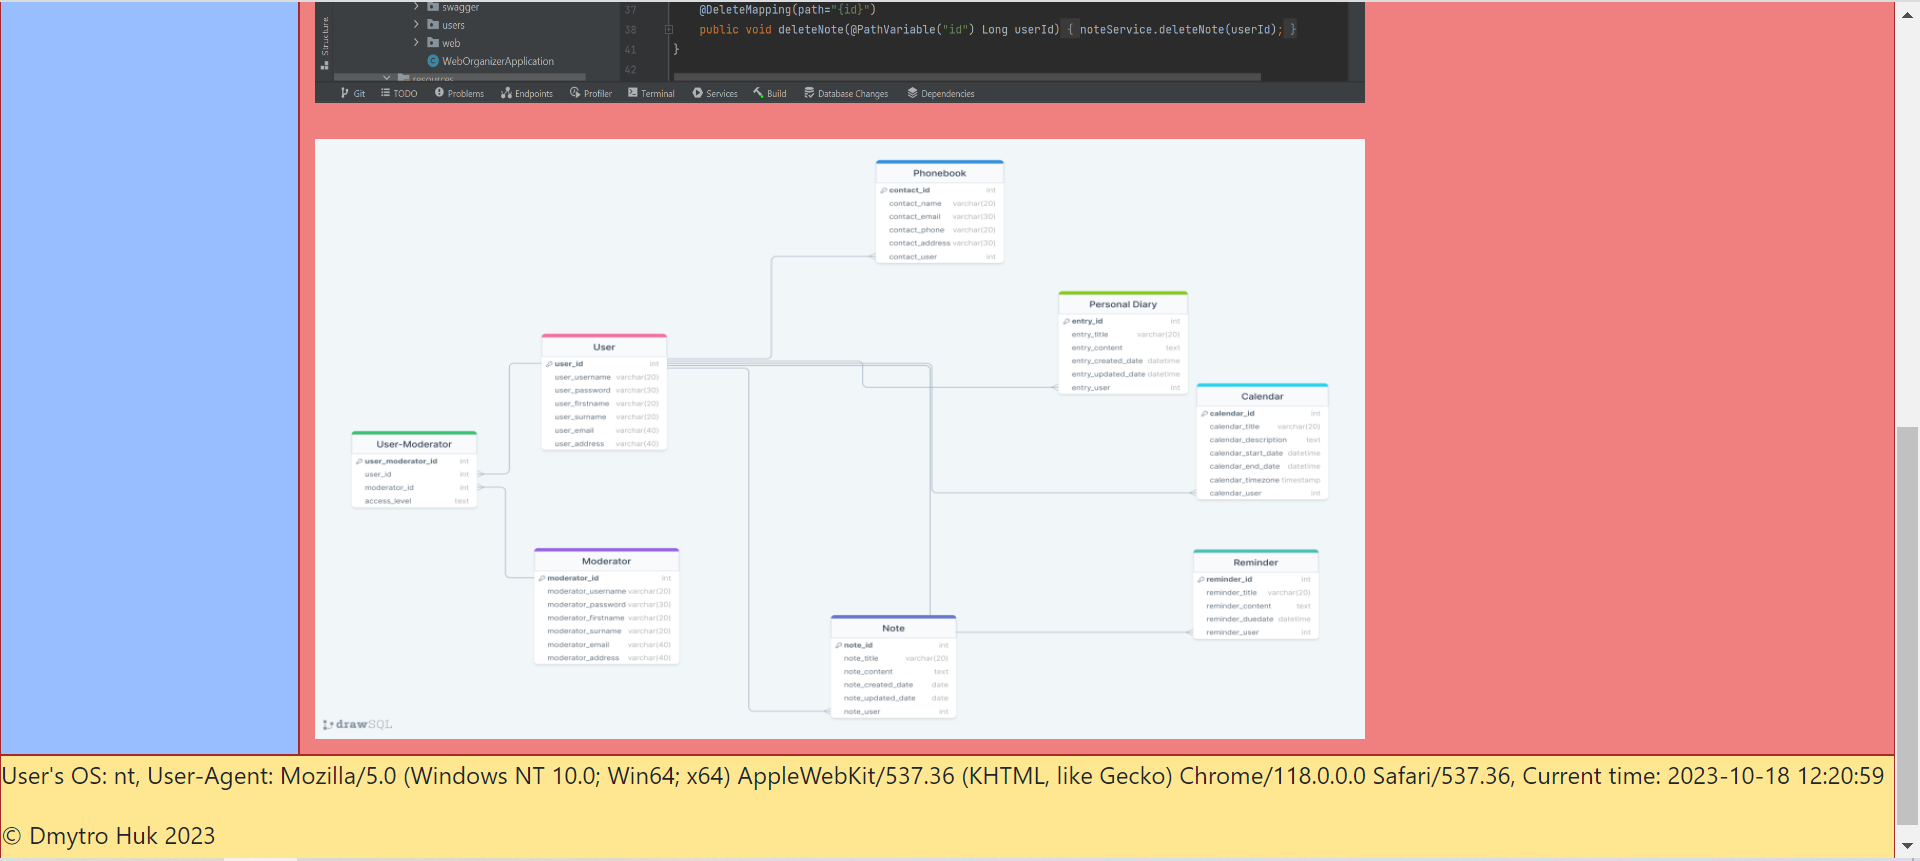 swagger
users
web
WebOrganizerApplication
resources
Structure
37 @DeleteMapping(path="{id}")
38 public void deleteNote(@PathVariable("id") Long userId) { noteService.deleteNote(userId); }
41 }
42
Git TODO Problems Endpoints Profiler Terminal Services Build Database Changes Dependencies
Phonebook
contact_id int
contact_name varchar(20)
contact_email varchar(30)
contact_phone varchar(20)
contact_address varchar(30)
contact_user int
Personal Diary
entry_id int
entry_title varchar(20)
entry_content text
entry_created_date datetime
entry_updated_date datetime
entry_user int
User
user_id int
user_username varchar(20)
user_password varchar(30)
user_firstname varchar(20)
user_surname varchar(20)
user_email varchar(40)
user_address varchar(40)
Calendar
calendar_id int
calendar_title varchar(20)
calendar_description text
calendar_start_date datetime
calendar_end_date datetime
calendar_timezone timestamp
calendar_user int
User-Moderator
user_moderator_id int
user_id int
moderator_id int
access_level text
Moderator
moderator_id int
moderator_username varchar(20)
moderator_password varchar(30)
moderator_firstname varchar(20)
moderator_surname varchar(20)
moderator_email varchar(40)
moderator_address varchar(40)
Reminder
reminder_id int
reminder_title varchar(20)
reminder_content text
reminder_duedate datetime
reminder_user int
Note
note_id int
note_title varchar(20)
note_content text
note_created_date date
note_updated_date date
note_user int
drawSQL
User's OS: nt, User-Agent: Mozilla/5.0 (Windows NT 10.0; Win64; x64) AppleWebKit/537.36 (KHTML, like Gecko) Chrome/118.0.0.0 Safari/537.36, Current time: 2023-10-18 12:20:59
© Dmytro Huk 2023